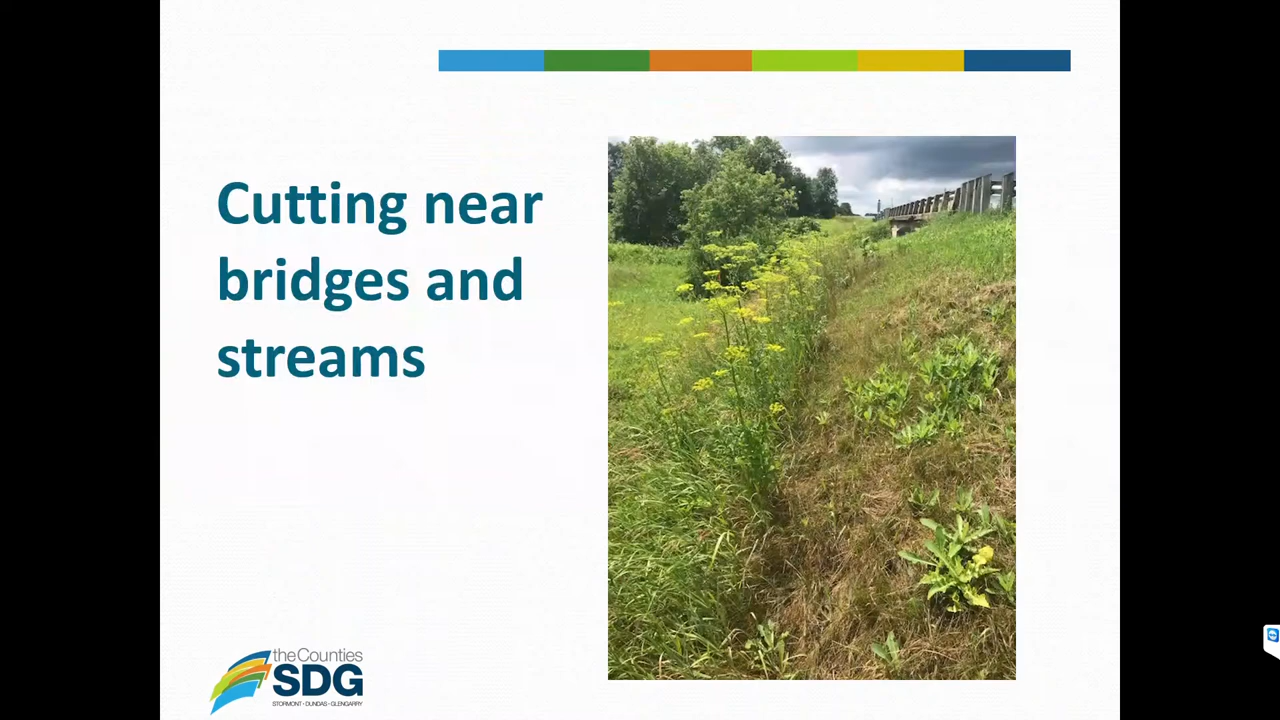 Cutting near
bridges and
streams
the Counties
SDG
STORMONT · DUNDAS · GLENGARRY